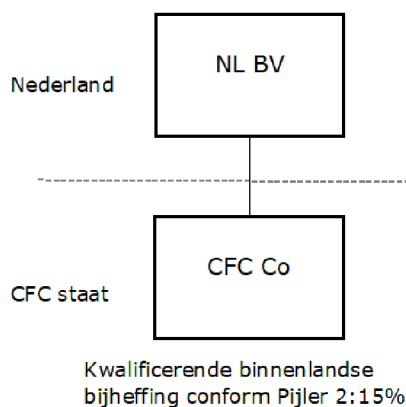 NL BV
Nederland
CFC Co
CFC staat
Kwalificerende binnenlandse
bijheffing conform Pijler 2:15%